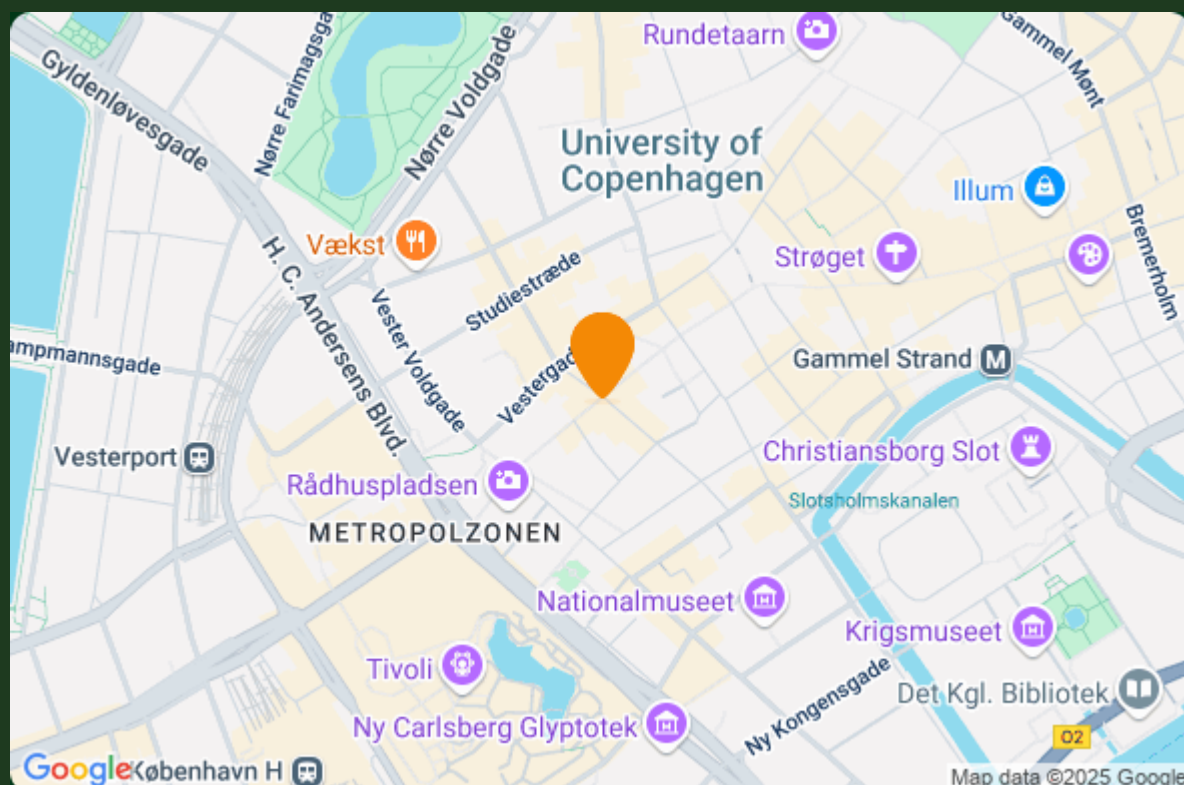 Rundetaarn
Gammel Mønt
Gyldenløvesgade
Nørre Farimagsga
Nørre Voldgade
University of
Copenhagen
Illum
Bremerholm
Vækst
Strøget
H. C. Andersens Blvd.
Studiestræde
Vester Voldgade
ampmannsgade
Vestergad
Gammel Strand
M
Vesterport
Christiansborg Slot
Rådhuspladsen
Slotsholmskanalen
METROPOLZONEN
Nationalmuseet
Krigsmuseet
Tivoli
Ny Kongensgade
Det Kgl. Bibliotek
Ny Carlsberg Glyptotek
O2
Google
København H
Map data ©2025 Google